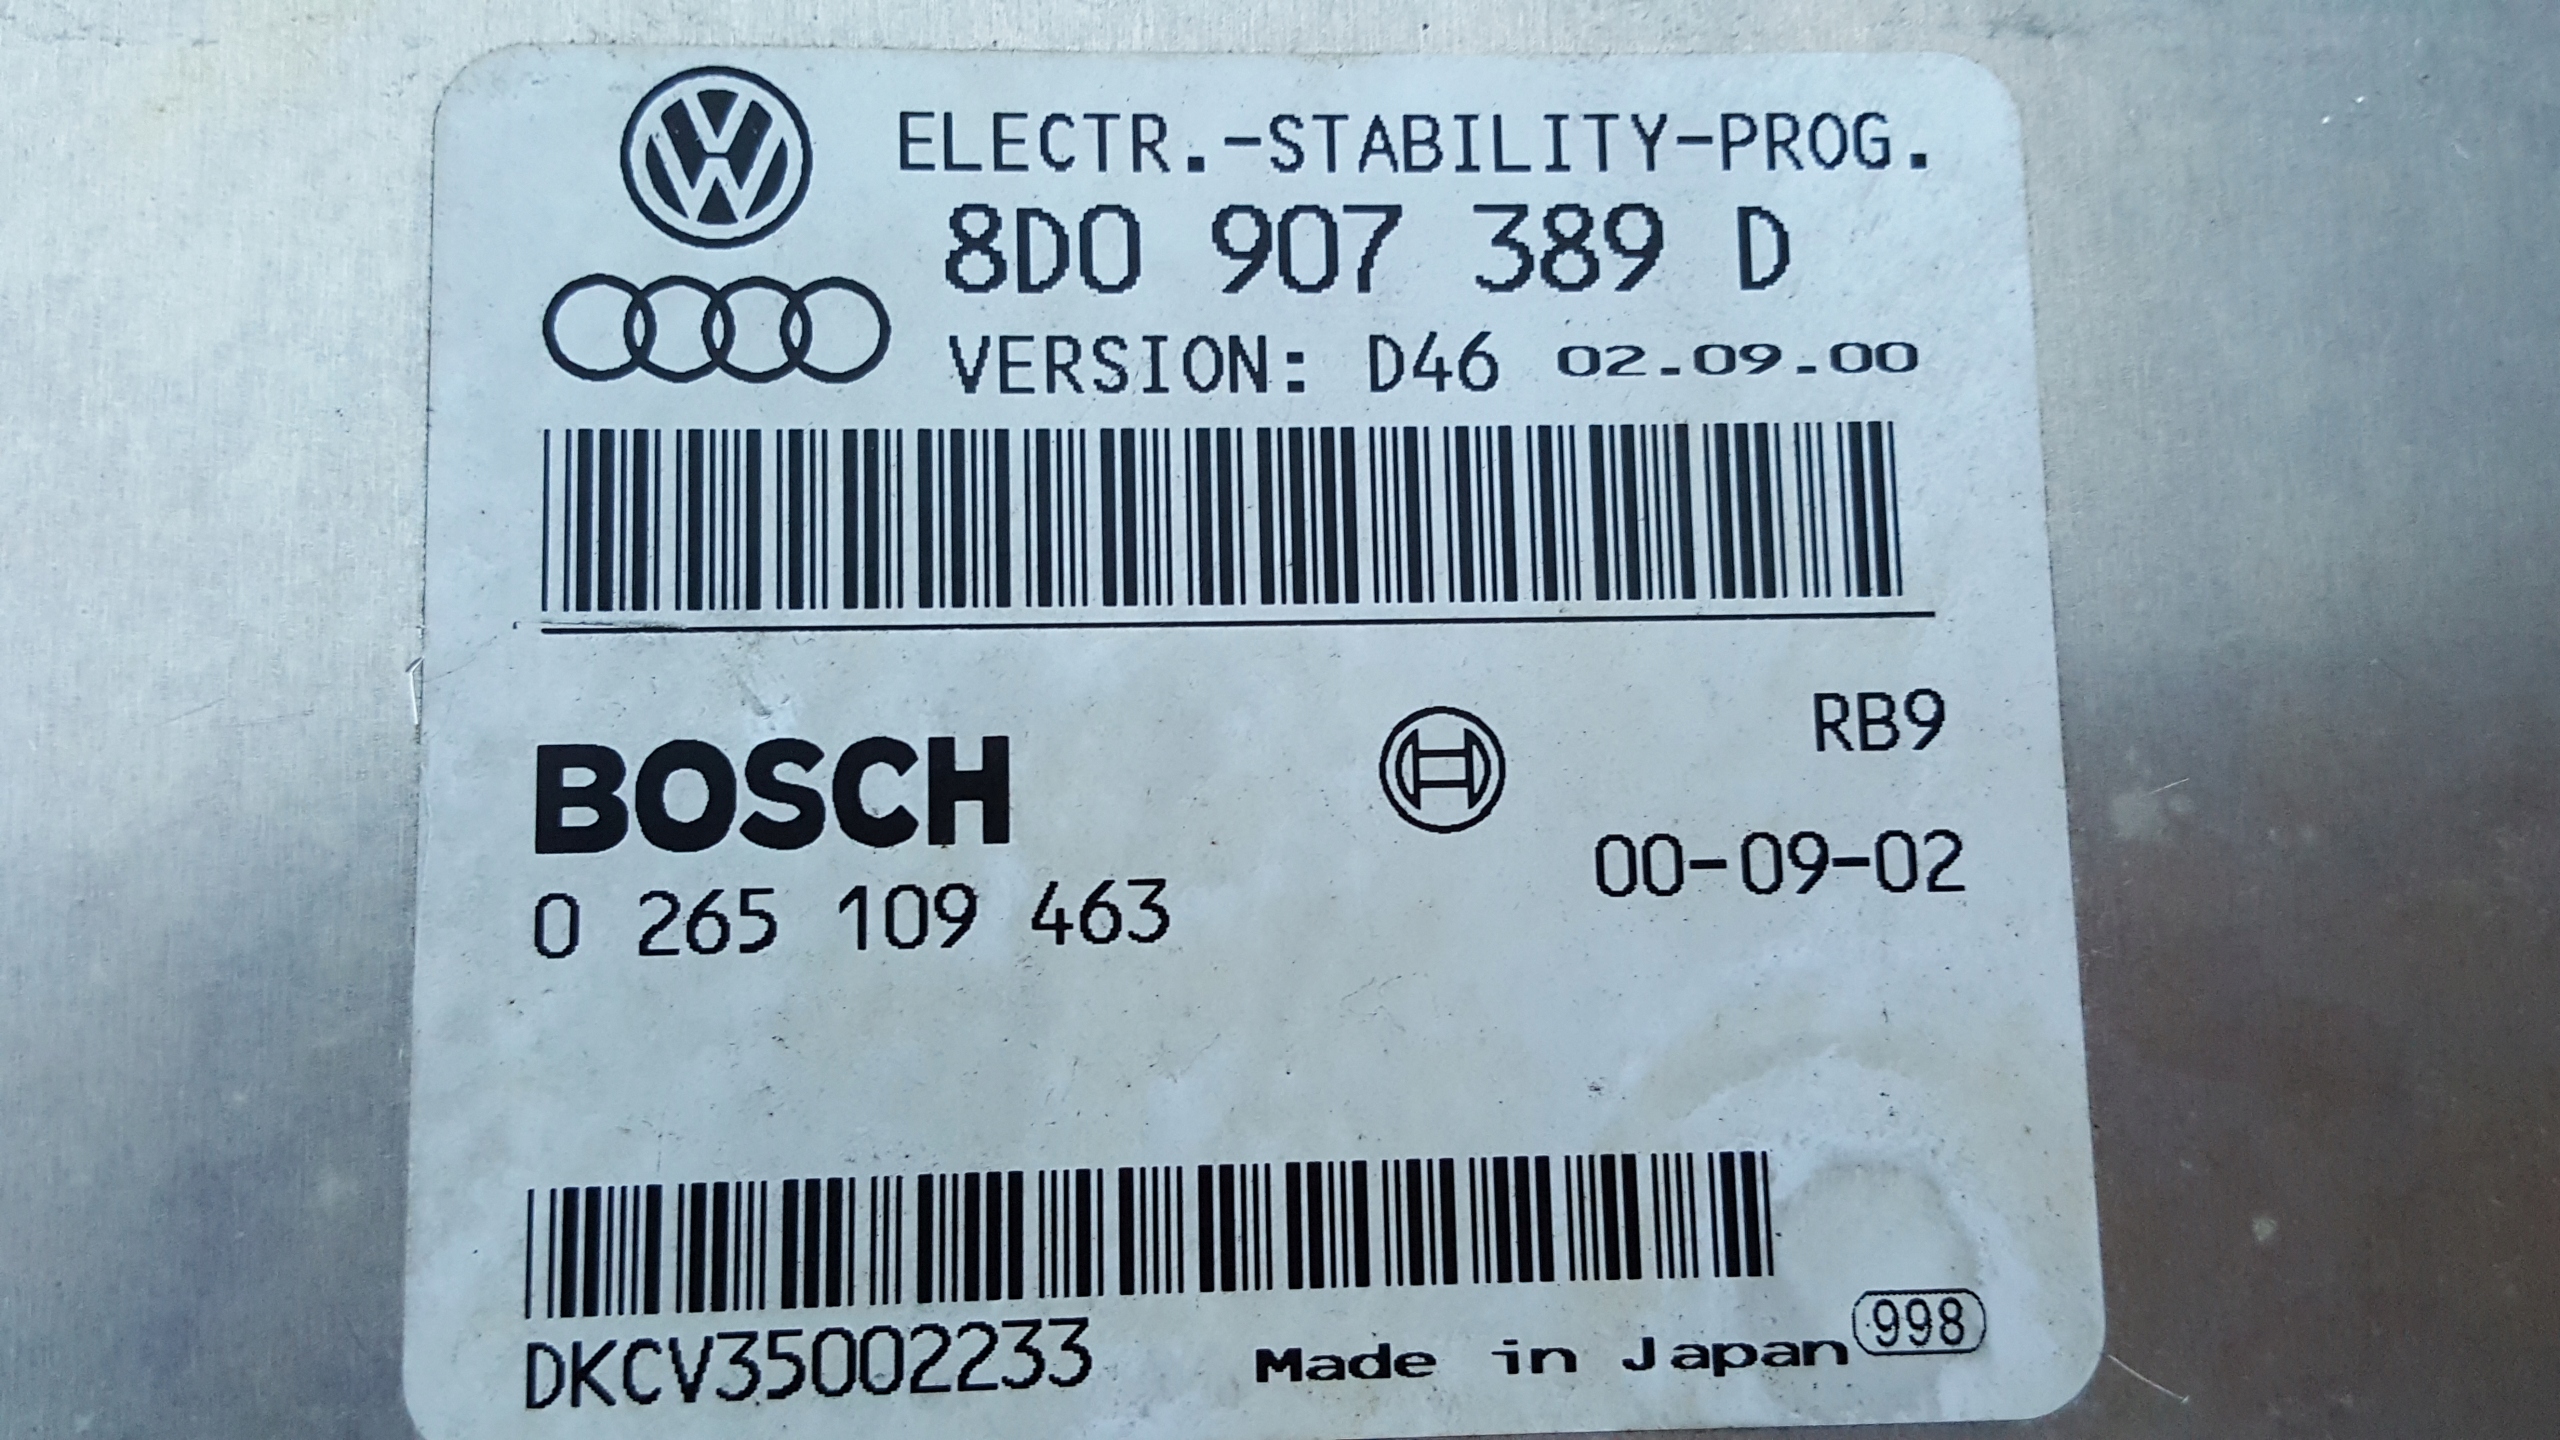 ELECTR.-STABILITY-PROG.
8D0 907 389 D
VERSION: D46 02.09.00
BOSCH
RB9
00-09-02
0 265 109 463
DKCV35002233
Made in Japan 998